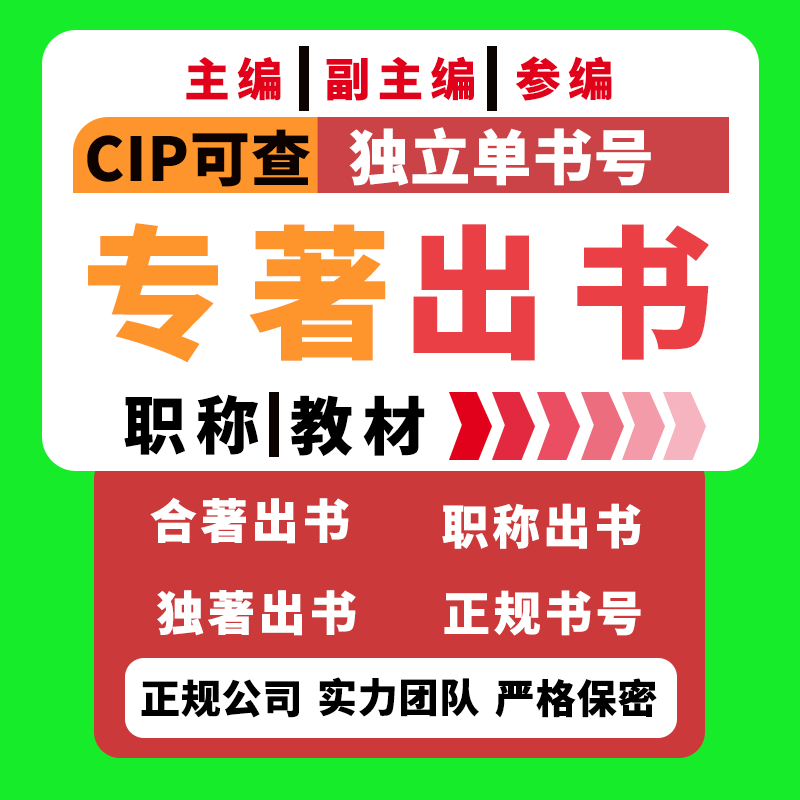 主编|副主编|参编
CIP可查 独立单书号
专著出书
职称|教材
合著出书 职称出书
独著出书 正规书号
正规公司 实力团队 严格保密